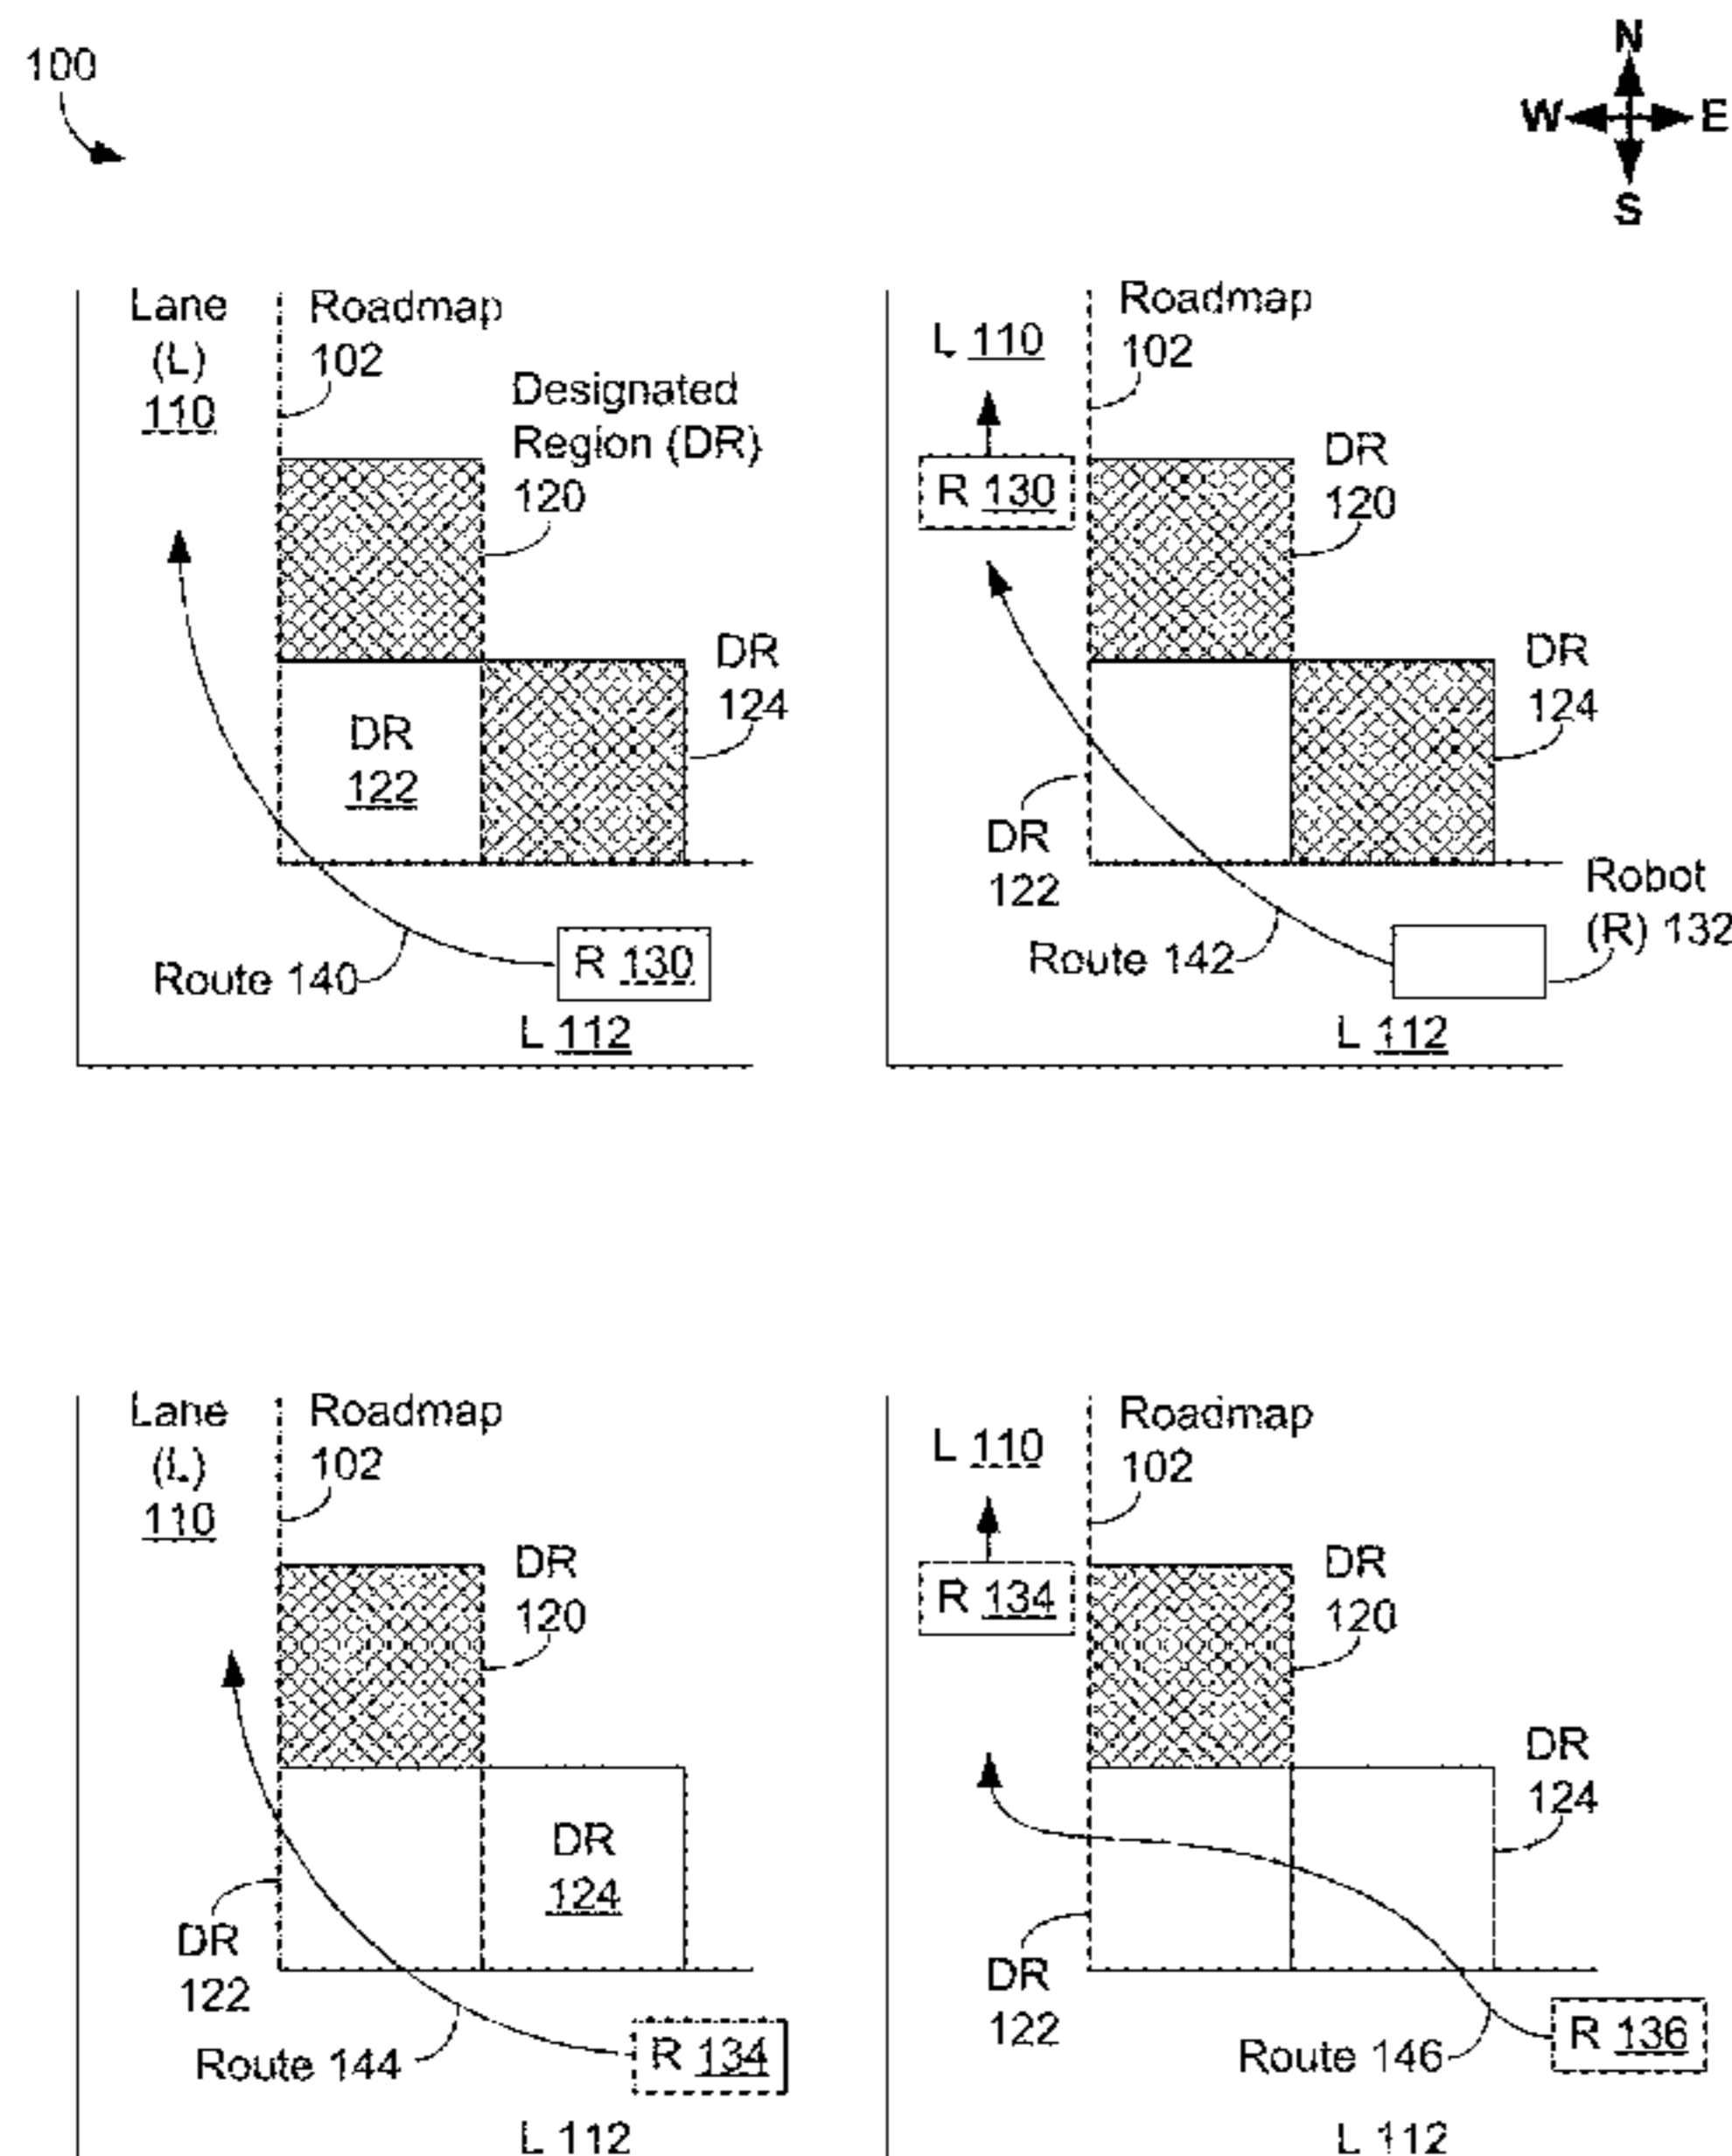 100
N
W E
S
Lane
(L)
110
Roadmap
102
Designated
Region (DR)
120
DR
124
DR
122
Route 140
R 130
L 112
L 110
Roadmap
102
R 130
DR
120
DR
124
DR
122
Robot
(R) 132
Route 142
L 112
Lane
(L)
110
Roadmap
102
DR
120
DR
124
DR
122
Route 144
R 134
L 112
L 110
Roadmap
102
R 134
DR
120
DR
124
DR
122
Route 146
R 136
L 112